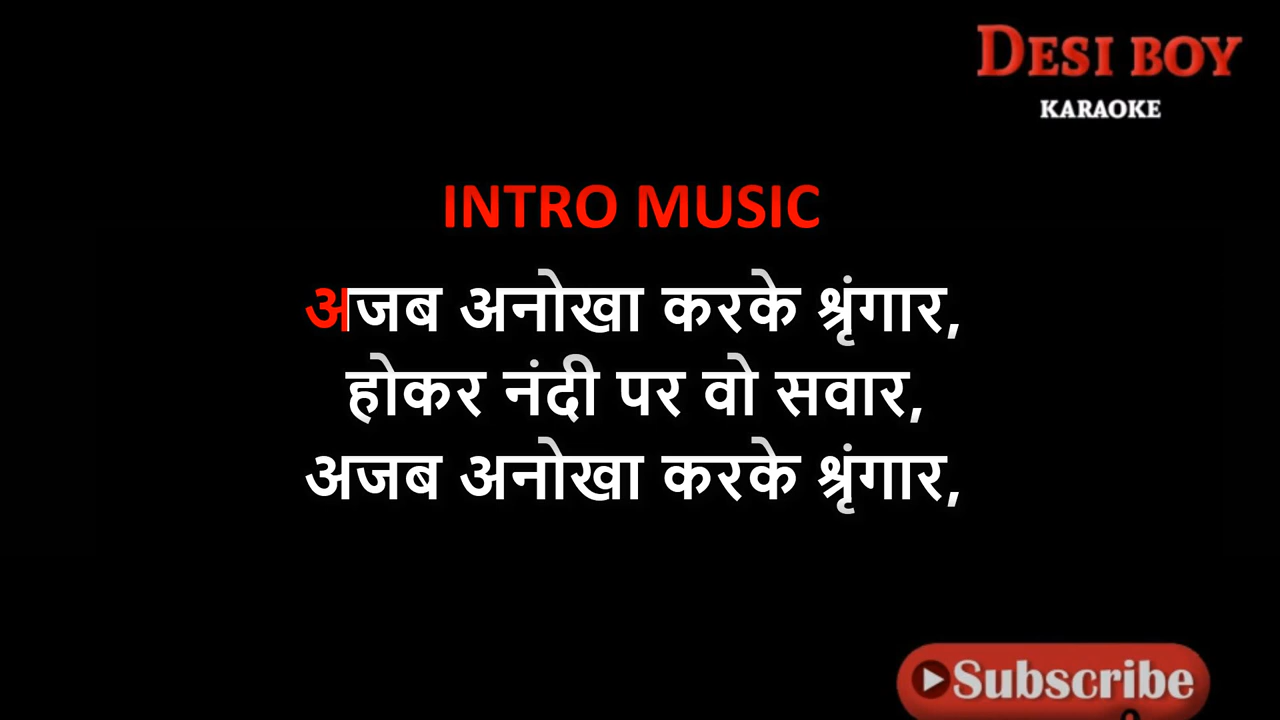 DESI BOY
KARAOKE
INTRO MUSIC
अजब अनोखा करके श्रृंगार,
होकर नंदी पर वो सवार,
अजब अनोखा करके श्रृंगार,
Subscribe